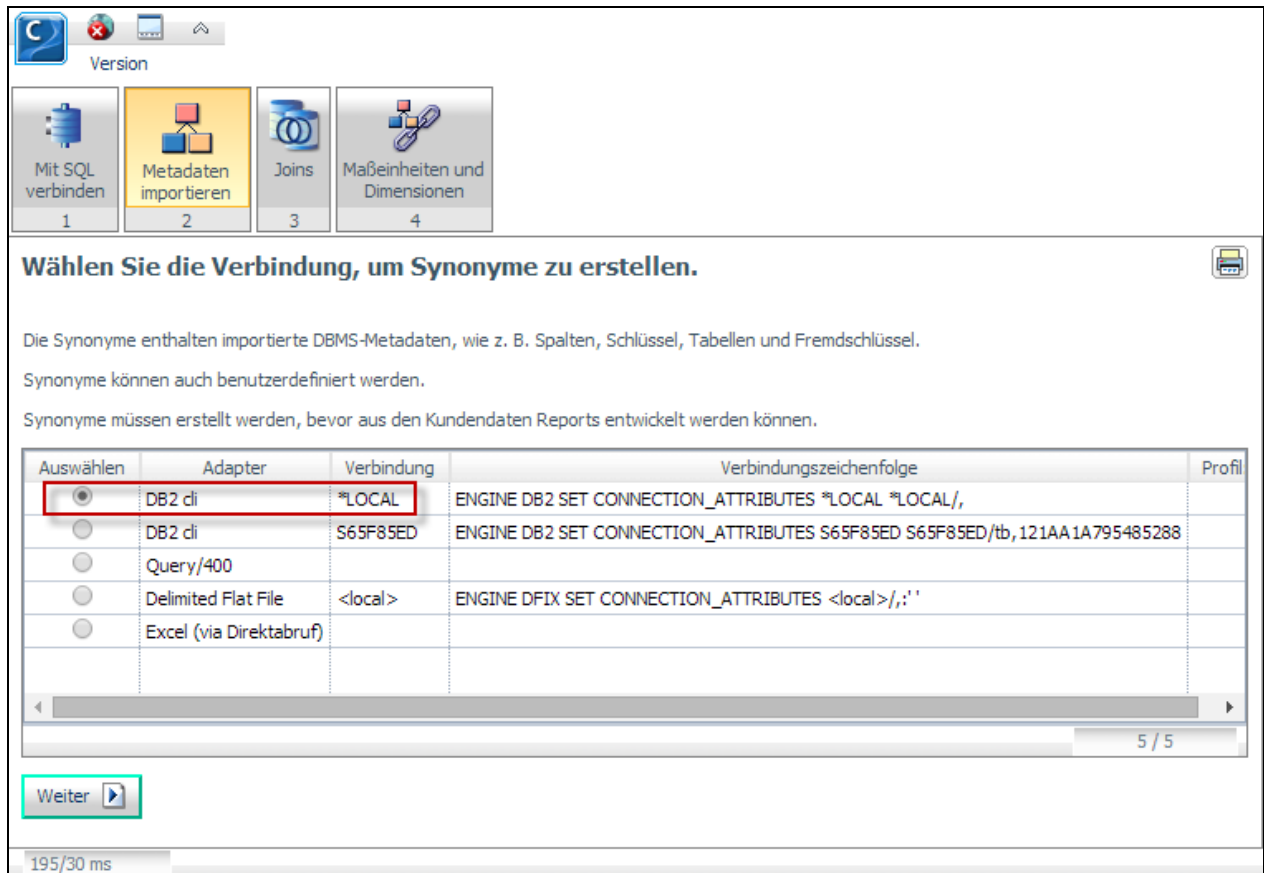 C
Version
Mit SQL
verbinden
1
Metadaten
importieren
2
Joins
3
Maßeinheiten und
Dimensionen
4
Wählen Sie die Verbindung, um Synonyme zu erstellen.
Die Synonyme enthalten importierte DBMS-Metadaten, wie z. B. Spalten, Schlüssel, Tabellen und Fremdschlüssel.
Synonyme können auch benutzerdefiniert werden.
Synonyme müssen erstellt werden, bevor aus den Kundendaten Reports entwickelt werden können.
Auswählen Adapter Verbindung Verbindungszeichenfolge Profil
DB2 cli *LOCAL ENGINE DB2 SET CONNECTION_ATTRIBUTES *LOCAL *LOCAL/,
DB2 cli S65F85ED ENGINE DB2 SET CONNECTION_ATTRIBUTES S65F85ED S65F85ED/tb,121AA1A795485288
Query/400
Delimited Flat File <local> ENGINE DFIX SET CONNECTION_ATTRIBUTES <local>/,:' '
Excel (via Direktabruf)
5 / 5
Weiter
195/30 ms